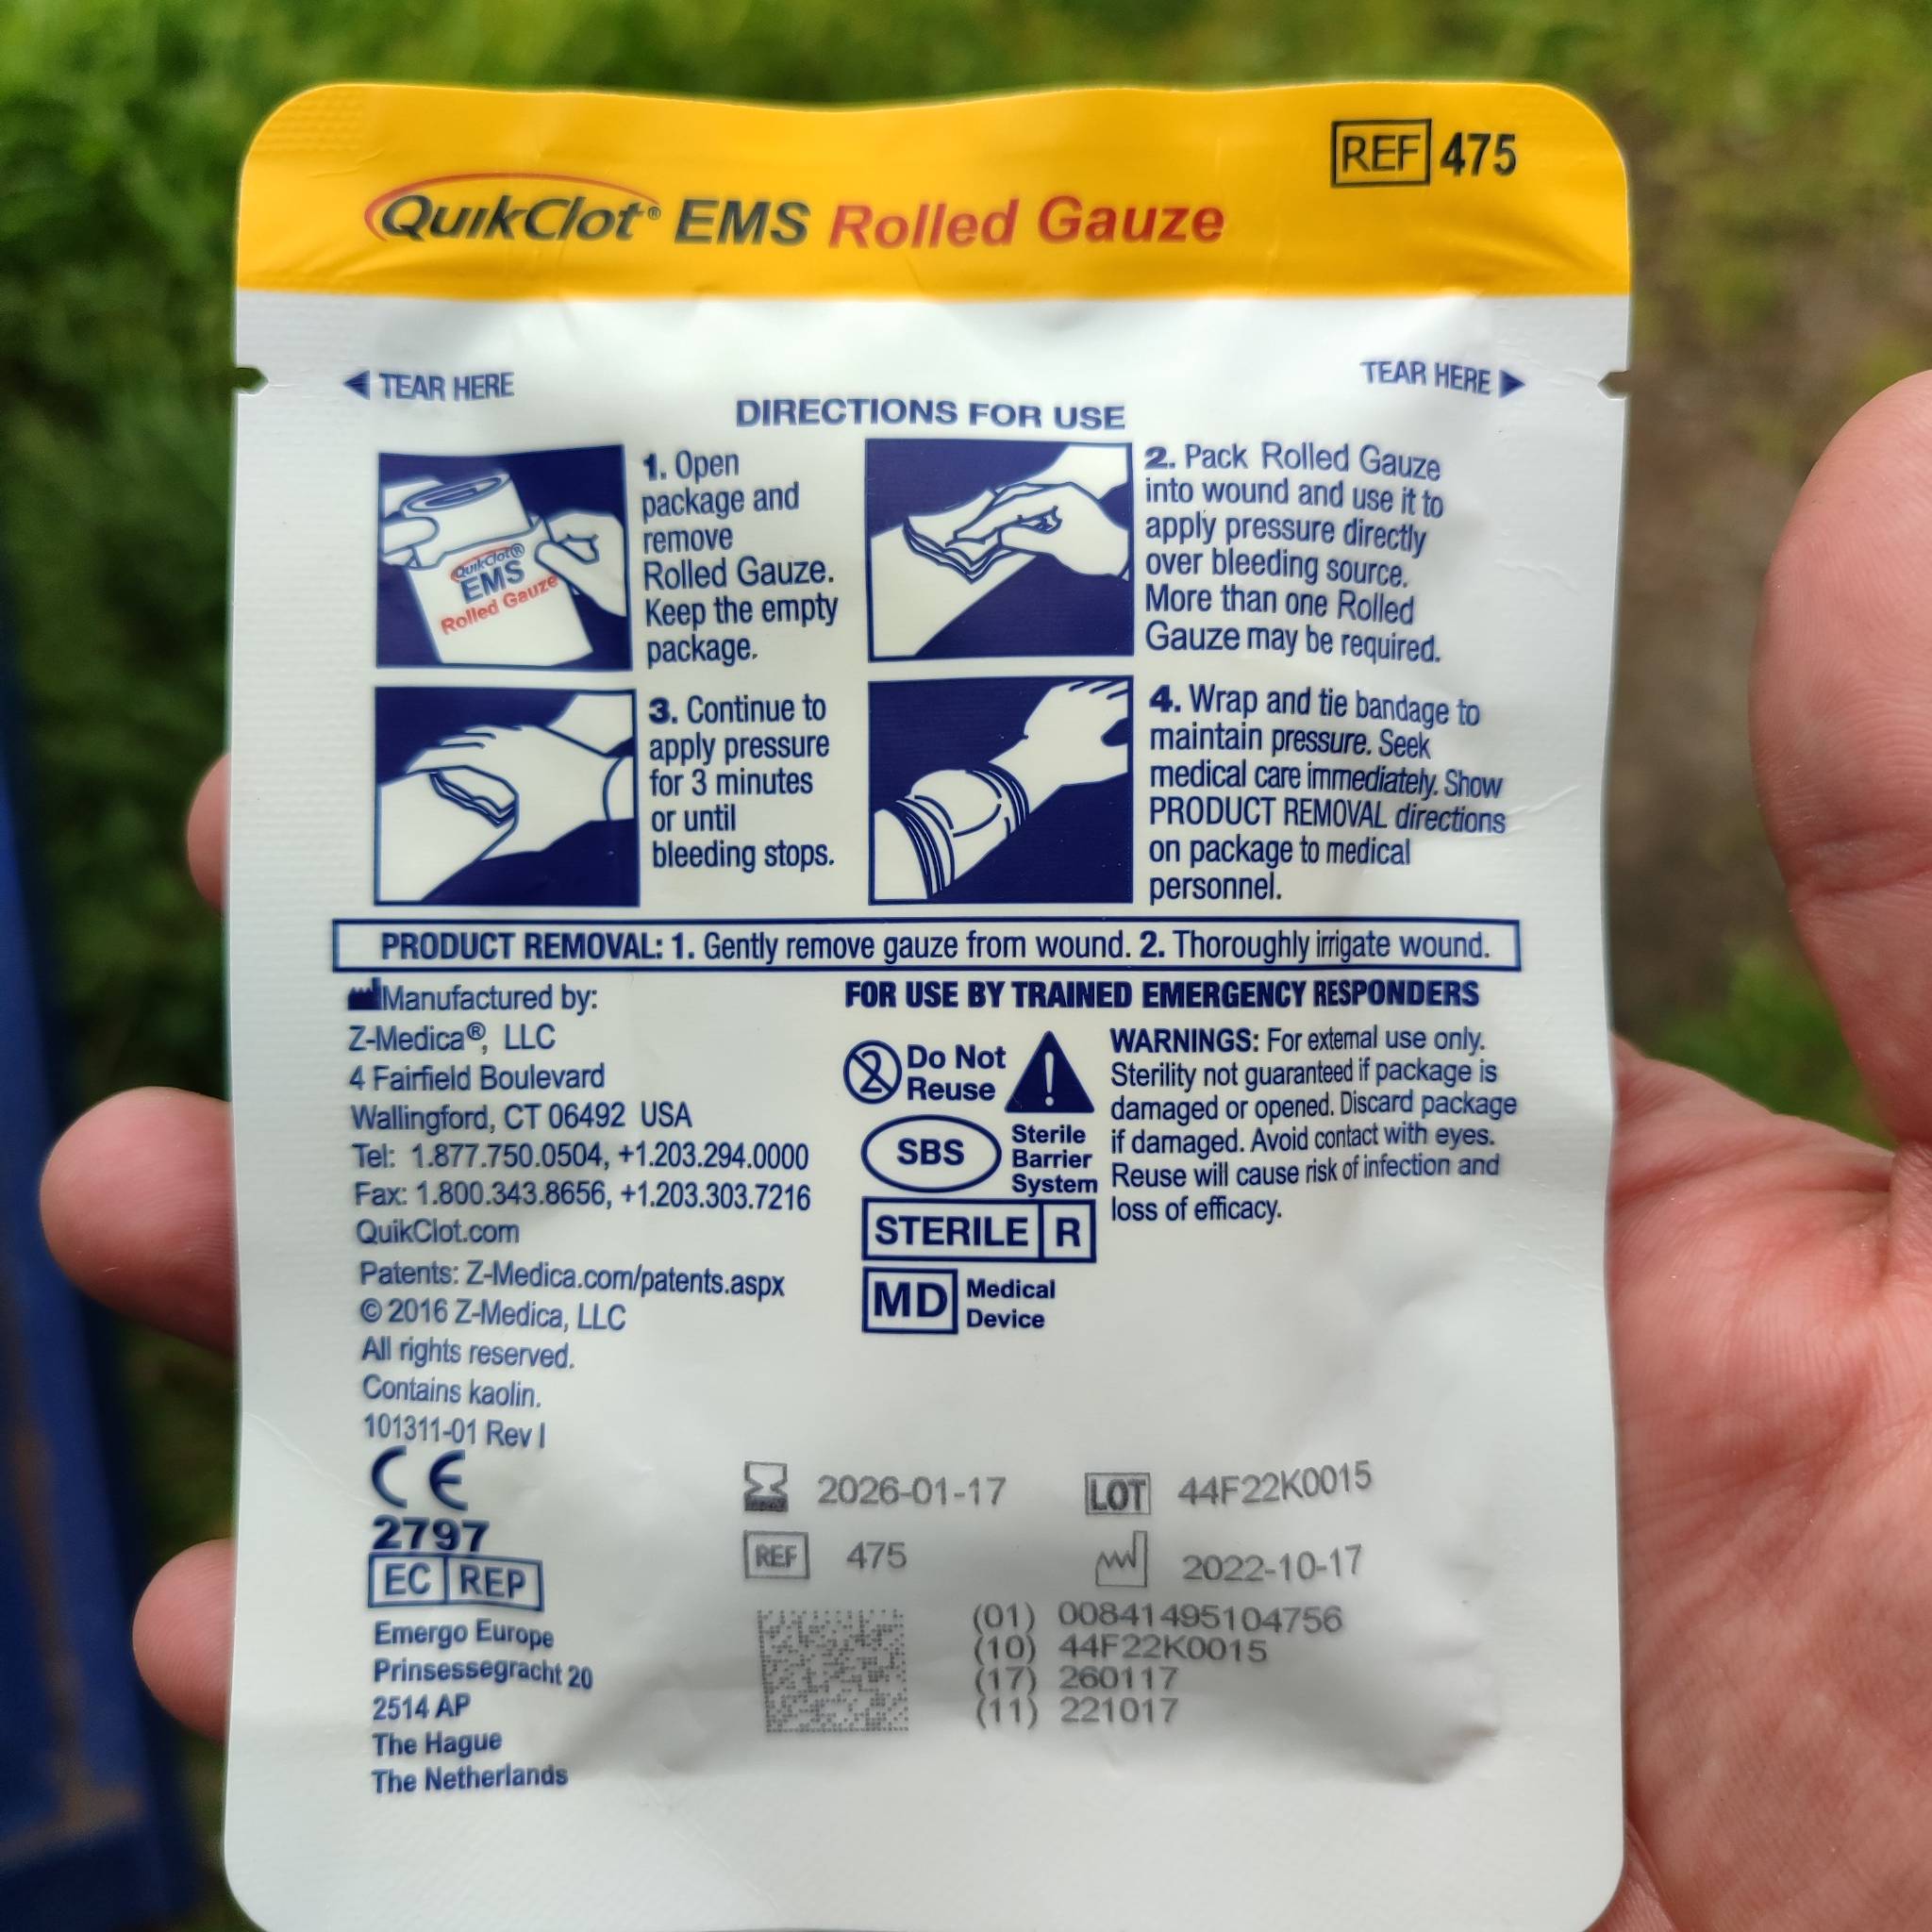 REF 475
QuikClot® EMS Rolled Gauze
TEAR HERE
TEAR HERE
DIRECTIONS FOR USE
QuikClot®
EMS
Rolled Gauze
1. Open
package and
remove
Rolled Gauze.
Keep the empty
package.
2. Pack Rolled Gauze
into wound and use it to
apply pressure directly
over bleeding source.
More than one Rolled
Gauze may be required.
3. Continue to
apply pressure
for 3 minutes
or until
bleeding stops.
4. Wrap and tie bandage to
maintain pressure. Seek
medical care immediately. Show
PRODUCT REMOVAL directions
on package to medical
personnel.
PRODUCT REMOVAL: 1. Gently remove gauze from wound. 2. Thoroughly irrigate wound.
Manufactured by:
Z-Medica®, LLC
4 Fairfield Boulevard
Wallingford, CT 06492 USA
Tel: 1.877.750.0504, +1.203.294.0000
Fax: 1.800.343.8656, +1.203.303.7216
QuikClot.com
Patents: Z-Medica.com/patents.aspx
© 2016 Z-Medica, LLC
All rights reserved.
Contains kaolin.
101311-01 Rev I
CE
2797
EC REP
Emergo Europe
Prinsessegracht 20
2514 AP
The Hague
The Netherlands
FOR USE BY TRAINED EMERGENCY RESPONDERS
2 Do Not
Reuse
!
SBS
Sterile
Barrier
System
STERILE R
MD
Medical
Device
WARNINGS: For external use only.
Sterility not guaranteed if package is
damaged or opened. Discard package
if damaged. Avoid contact with eyes.
Reuse will cause risk of infection and
loss of efficacy.
2026-01-17
LOT 44F22K0015
REF 475
2022-10-17
(01) 00841495104756
(10) 44F22K0015
(17) 260117
(11) 221017